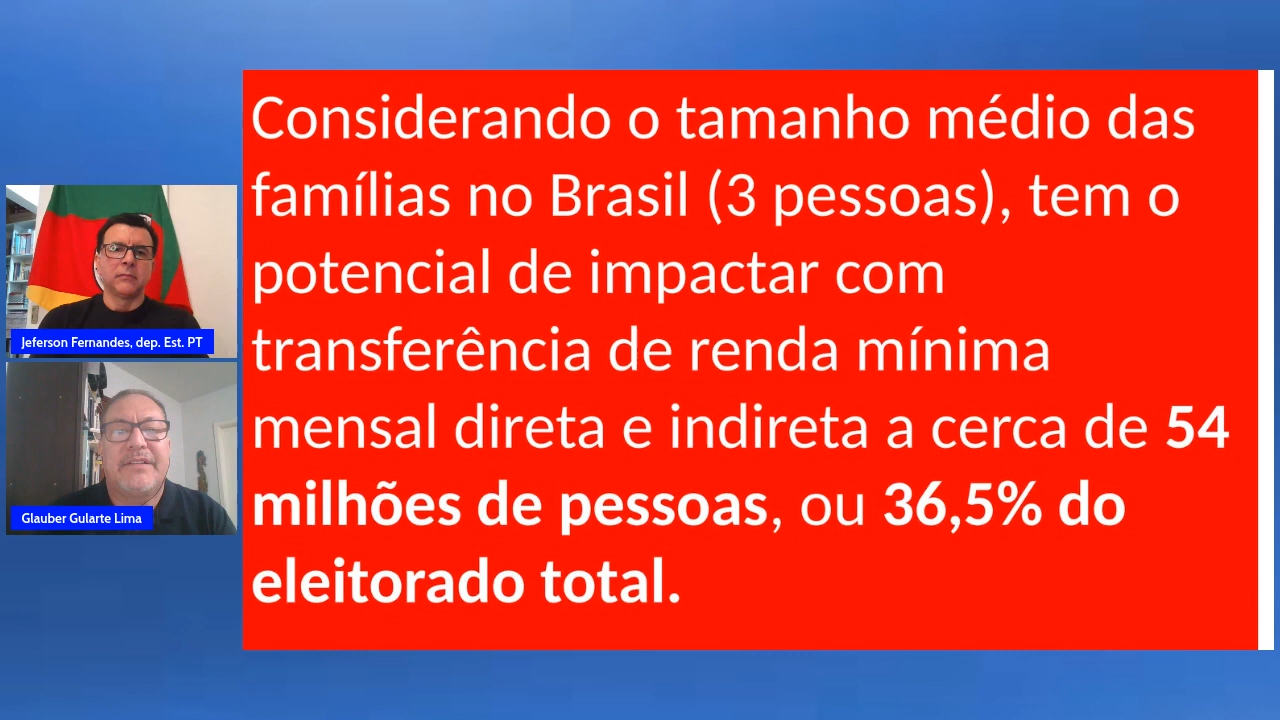 Considerando o tamanho médio das
famílias no Brasil (3 pessoas), tem o
potencial de impactar com
transferência de renda mínima
mensal direta e indireta a cerca de 54
milhões de pessoas, ou 36,5% do
eleitorado total.
Jeferson Fernandes, dep. Est. PT
Glauber Gularte Lima